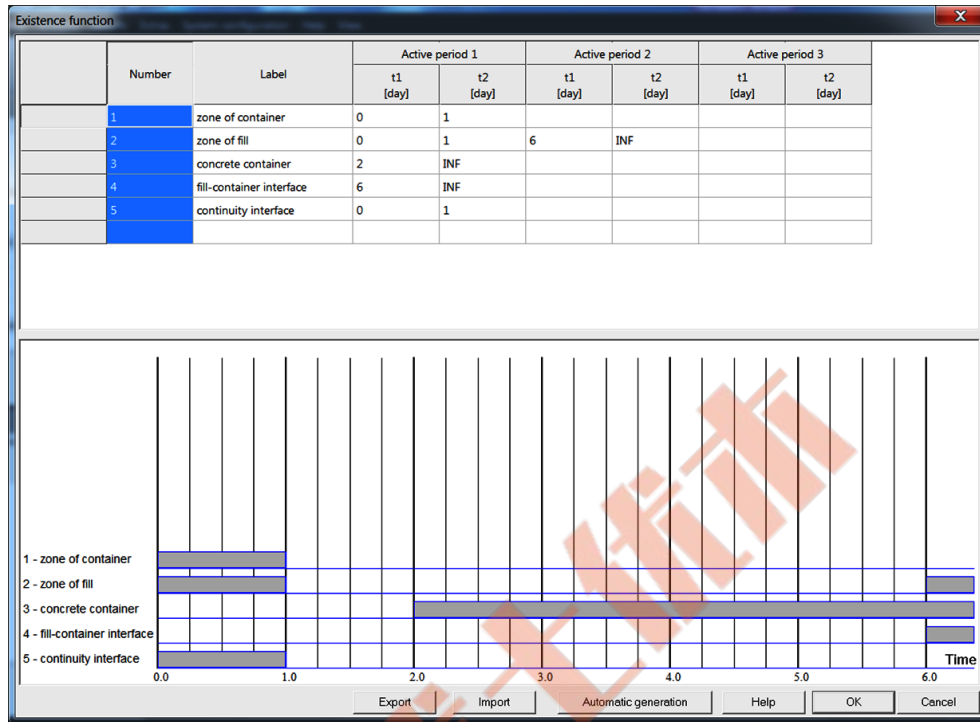 Existence function
Active period 1 Active period 2 Active period 3
Number Label t1 [day] t2 [day] t1 [day] t2 [day] t1 [day] t2 [day]
1 zone of container 0 1
2 zone of fill 0 1 6 INF
3 concrete container 2 INF
4 fill-container interface 6 INF
5 continuity interface 0 1
1 - zone of container
2 - zone of fill
3 - concrete container
4 - fill-container interface
5 - continuity interface Time
0.0 1.0 2.0 3.0 4.0 5.0 6.0
Export Import Automatic generation Help OK Cancel